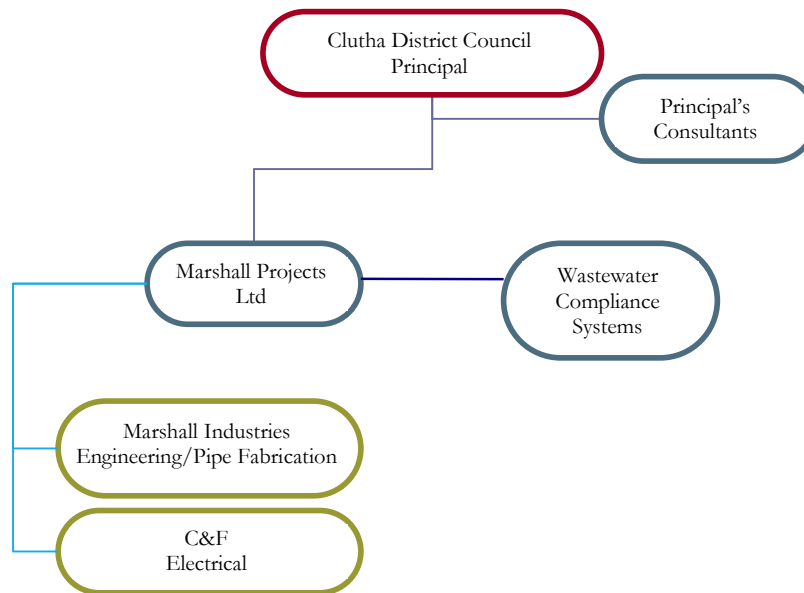 Clutha District Council
Principal
Principal’s
Consultants
Marshall Projects
Ltd
Wastewater
Compliance
Systems
Marshall Industries
Engineering/Pipe Fabrication
C&F
Electrical